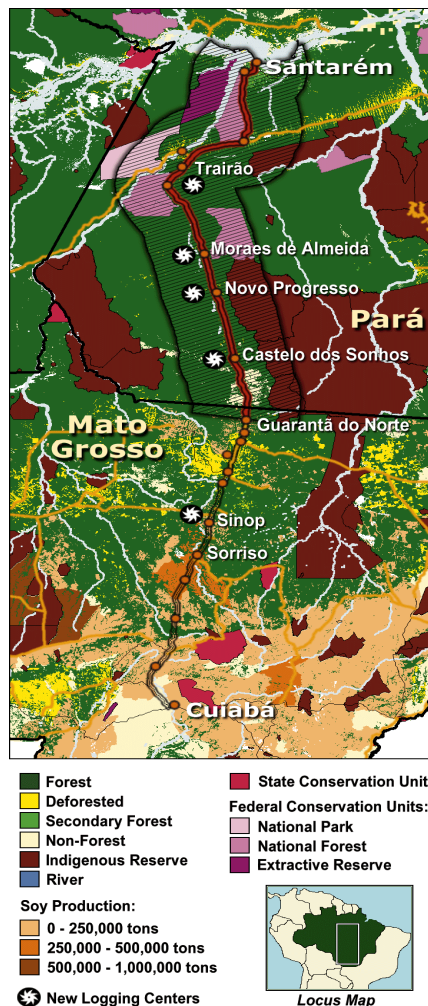 Santarém
Trairão
Moraes de Almeida
Novo Progresso
Pará
Castelo dos Sonhos
Mato
Grosso
Guarantã do Norte
Sinop
Sorriso
Cuiabá
Forest
Deforested
Secondary Forest
Non-Forest
Indigenous Reserve
River
Soy Production:
0 - 250,000 tons
250,000 - 500,000 tons
500,000 - 1,000,000 tons
New Logging Centers
State Conservation Unit
Federal Conservation Units:
National Park
National Forest
Extractive Reserve
Locus Map